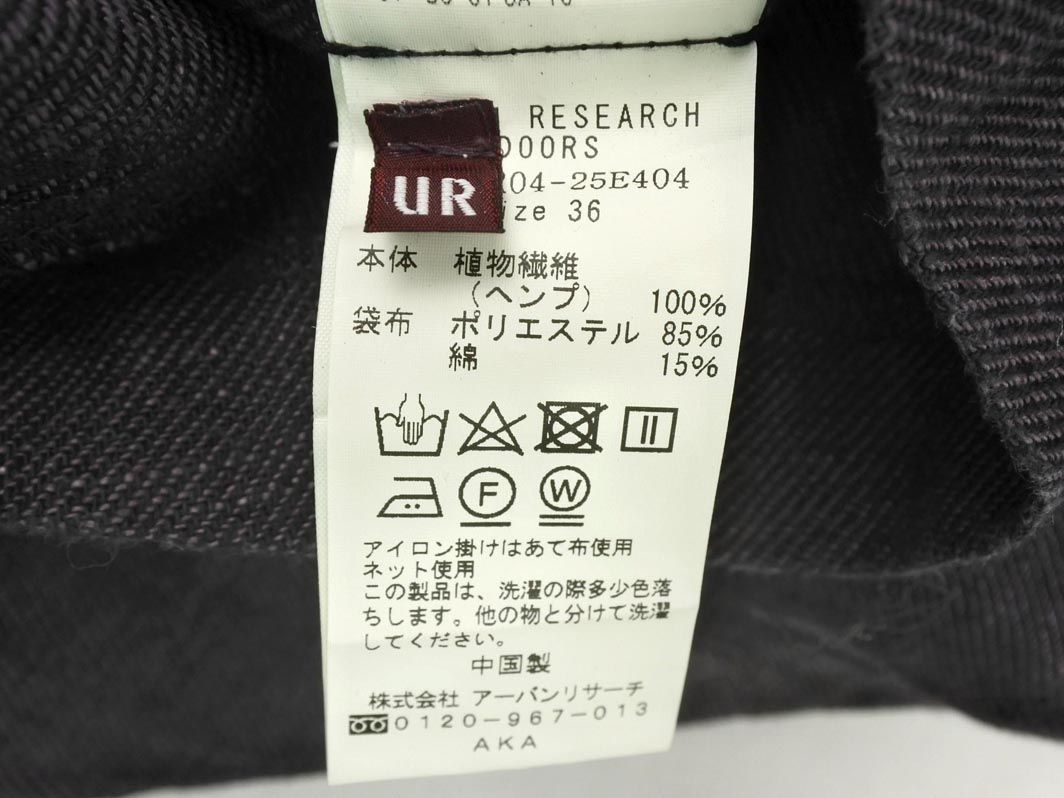 RESEARCH
DOORS
UR
04-25E404
ize 36
本体 植物繊維
(ヘンプ) 100%
袋布 ポリエステル 85%
綿 15%
F W
アイロン掛けはあて布使用
ネット使用
この製品は、洗濯の際多少色落
ちします。他の物と分けて洗濯
してください。
中国製
株式会社 アーバンリサーチ
0120-967-013
AKA